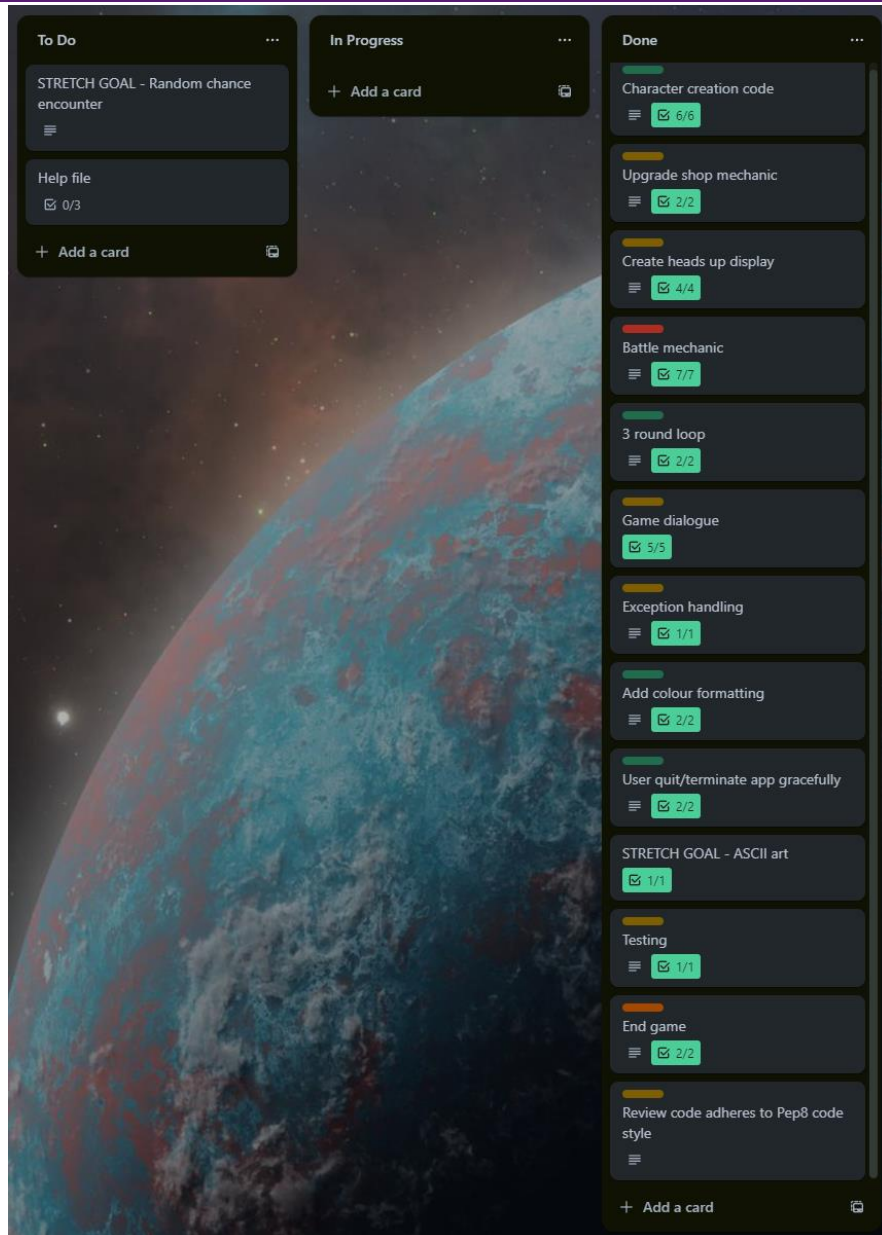 To Do
STRETCH GOAL - Random chance
encounter
Help file
0/3
+ Add a card
In Progress
+ Add a card
Done
Character creation code
6/6
Upgrade shop mechanic
2/2
Create heads up display
4/4
Battle mechanic
7/7
3 round loop
2/2
Game dialogue
5/5
Exception handling
1/1
Add colour formatting
2/2
User quit/terminate app gracefully
2/2
STRETCH GOAL - ASCII art
1/1
Testing
1/1
End game
2/2
Review code adheres to Pep8 code
style
+ Add a card